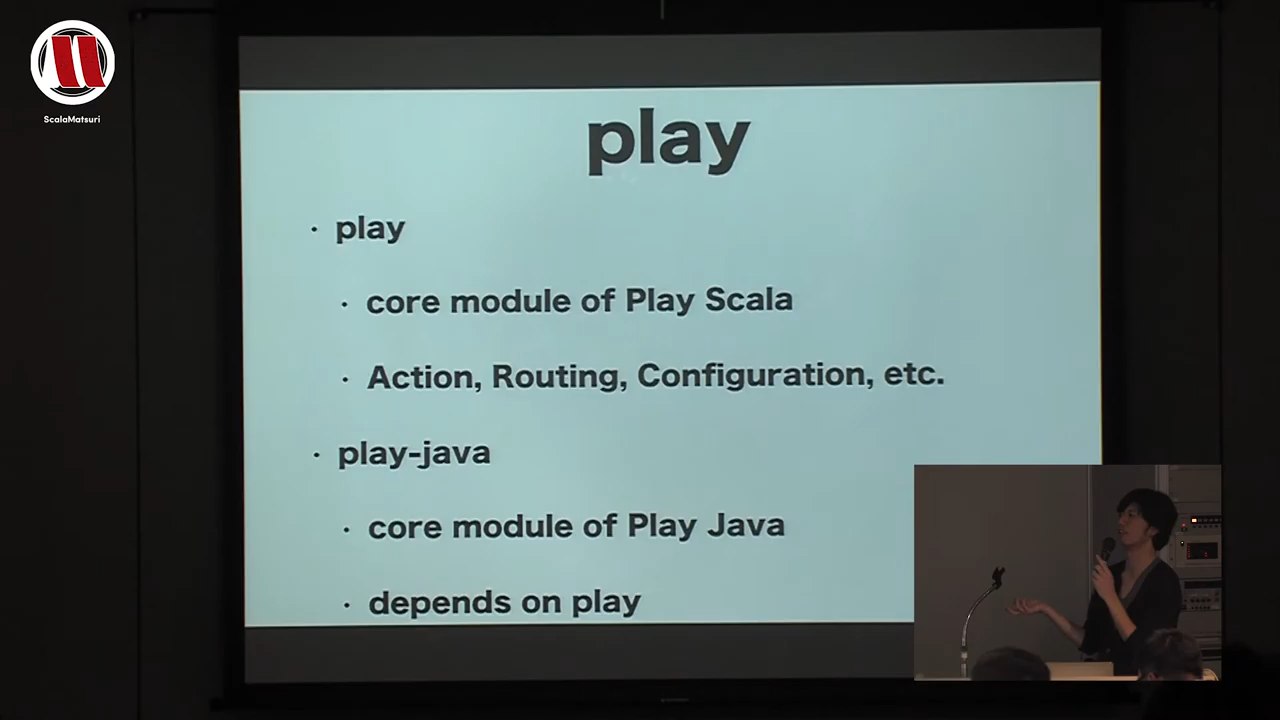 ScalaMatsuri
play
・ play
・ core module of Play Scala
・ Action, Routing, Configuration, etc.
・ play-java
・ core module of Play Java
・ depends on play